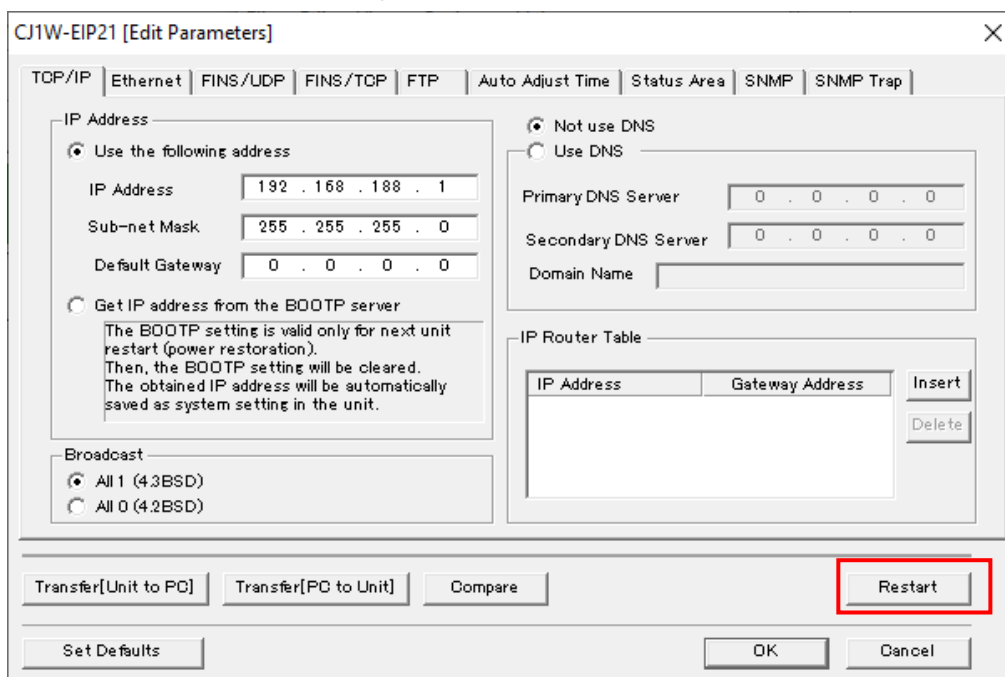 CJ1W-EIP21 [Edit Parameters]
TCP/IP Ethernet FINS/UDP FINS/TCP FTP Auto Adjust Time Status Area SNMP SNMP Trap
IP Address
Use the following address
IP Address 192 . 168 . 188 . 1
Sub-net Mask 255 . 255 . 255 . 0
Default Gateway 0 . 0 . 0 . 0
Get IP address from the BOOTP server
The BOOTP setting is valid only for next unit
restart (power restoration).
Then, the BOOTP setting will be cleared.
The obtained IP address will be automatically
saved as system setting in the unit.
Broadcast
All 1 (4.3BSD)
All 0 (4.2BSD)
Not use DNS
Use DNS
Primary DNS Server 0 . 0 . 0 . 0
Secondary DNS Server 0 . 0 . 0 . 0
Domain Name
IP Router Table
IP Address Gateway Address
Insert
Delete
Transfer[Unit to PC] Transfer[PC to Unit] Compare Restart
Set Defaults OK Cancel